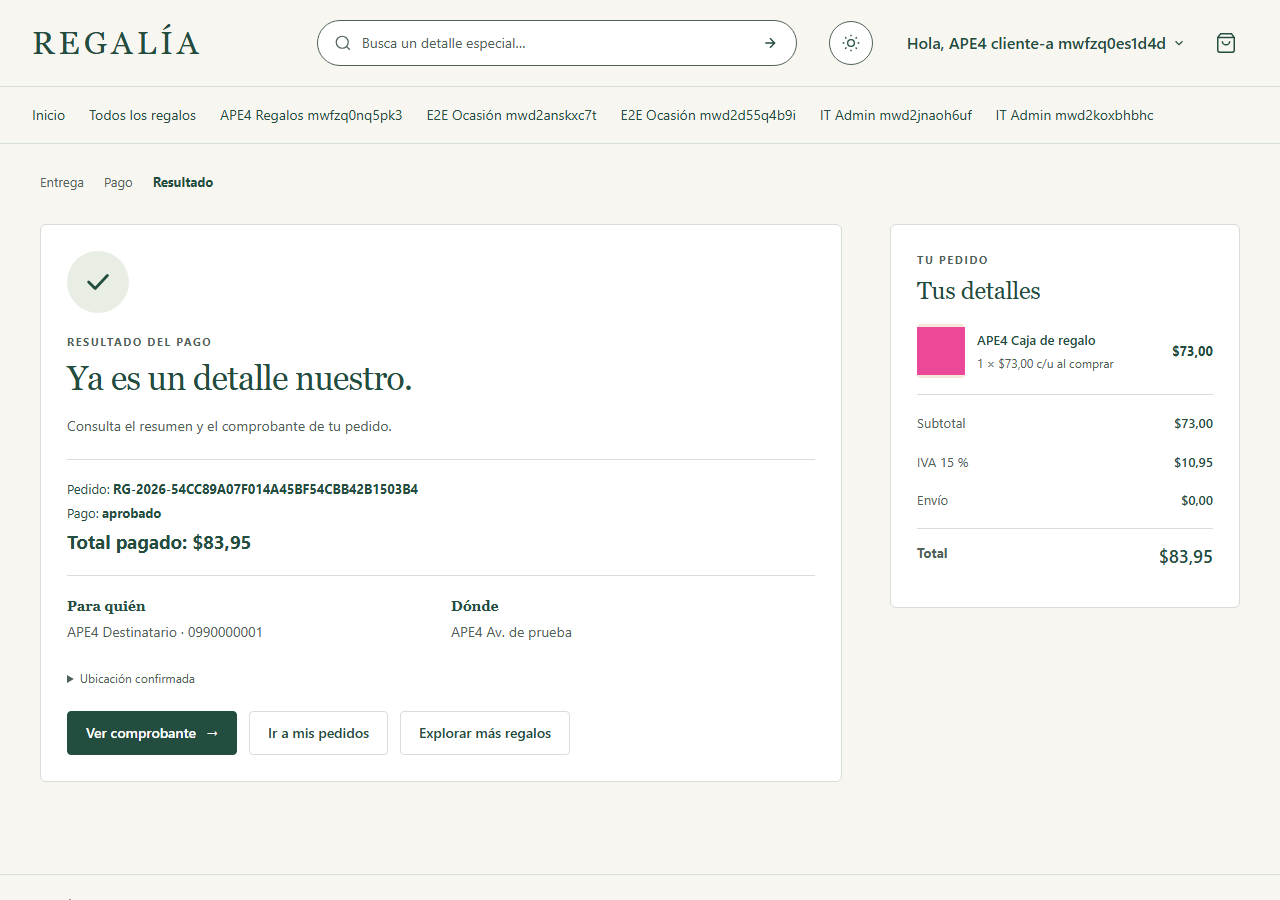 REGALÍA
Busca un detalle especial...
Hola, APE4 cliente-a mwfzq0es1d4d
Inicio
Todos los regalos
APE4 Regalos mwfzq0nq5pk3
E2E Ocasión mwd2anskxc7t
E2E Ocasión mwd2d55q4b9i
IT Admin mwd2jnaoh6uf
IT Admin mwd2koxbhbhc
Entrega
Pago
Resultado
RESULTADO DEL PAGO
Ya es un detalle nuestro.
Consulta el resumen y el comprobante de tu pedido.
Pedido: RG-2026-54CC89A07F014A45BF54CBB42B1503B4
Pago: aprobado
Total pagado: $83,95
Para quién
APE4 Destinatario · 0990000001
Dónde
APE4 Av. de prueba
Ubicación confirmada
Ver comprobante →
Ir a mis pedidos
Explorar más regalos
TU PEDIDO
Tus detalles
APE4 Caja de regalo
1 × $73,00 c/u al comprar
$73,00
Subtotal $73,00
IVA 15 % $10,95
Envío $0,00
Total $83,95